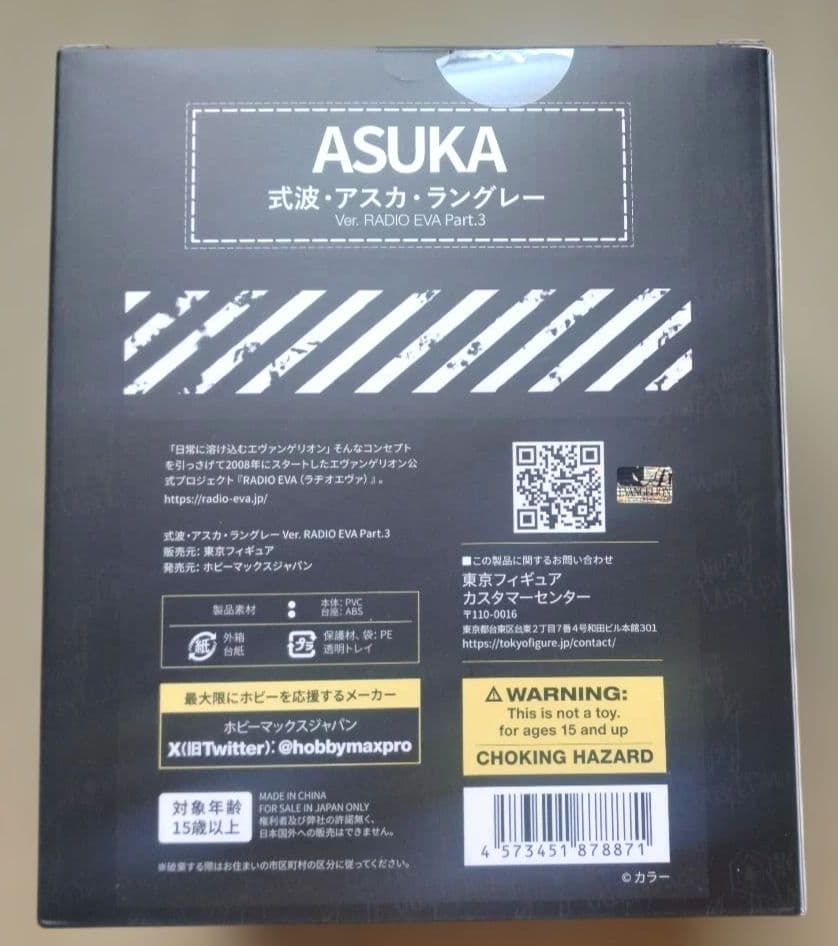 ASUKA
式波・アスカ・ラングレー
Ver. RADIO EVA Part.3
「日常に溶け込むエヴァンゲリオン」そんなコンセプト
を引っさげて2008年にスタートしたエヴァンゲリオン公
式プロジェクト『RADIO EVA（ラヂオエヴァ）』。
https://radio-eva.jp/
式波・アスカ・ラングレー Ver. RADIO EVA Part.3
販売元：東京フィギュア
発売元：ホビーマックスジャパン
製品素材
本体：PVC
台座：ABS
紙
外箱
台紙
プラ
保護材、袋：PE
透明トレイ
最大限にホビーを応援するメーカー
ホビーマックスジャパン
X(旧Twitter)：@hobbymaxpro
対象年齢
15歳以上
MADE IN CHINA
FOR SALE IN JAPAN ONLY
権利者及び弊社の許諾無く、
日本国外への販売はできません。
※破棄する際はお住まいの市区町村の区分に従ってください。
■この製品に関するお問い合わせ
東京フィギュア
カスタマーセンター
〒110-0016
東京都台東区台東2丁目7番4号和田ビル本館301
https://tokyofigure.jp/contact/
⚠WARNING:
This is not a toy.
for ages 15 and up
CHOKING HAZARD
4 573451 878871
©カラー